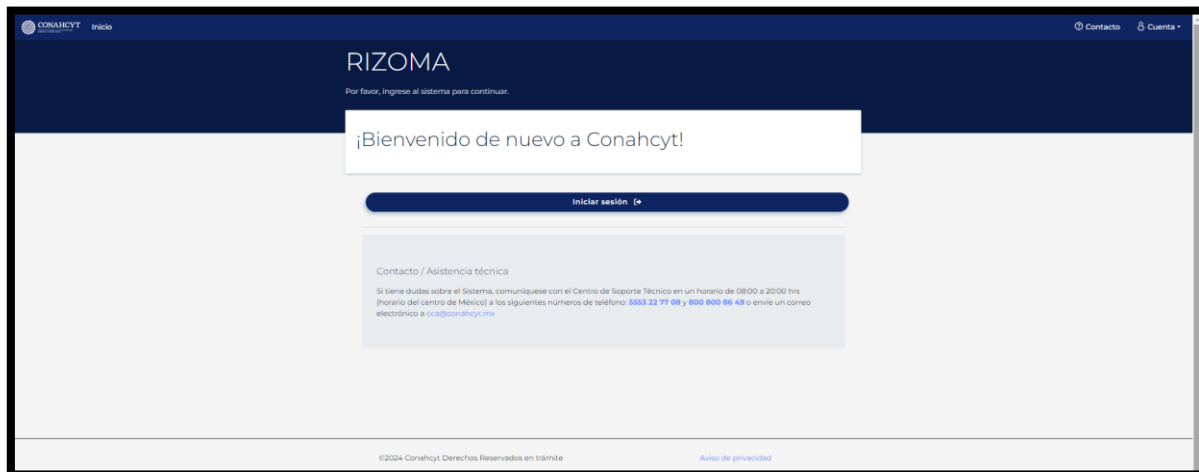 CONAHCYT Inicio Contacto Cuenta
RIZOMA
Por favor, ingrese al sistema para continuar.
¡Bienvenido de nuevo a Conahcyt!
Iniciar sesión
Contacto / Asistencia técnica
Si tiene dudas sobre el Sistema, comuníquese con el Centro de Soporte Técnico en un horario de 08:00 a 20:00 hrs
(horario del centro de México) a los siguientes números de teléfono: 5553 22 77 08 y 800 800 86 49 o envíe un correo
electrónico a cca@conahcyt.mx
©2024 Conahcyt Derechos Reservados en trámite Aviso de privacidad